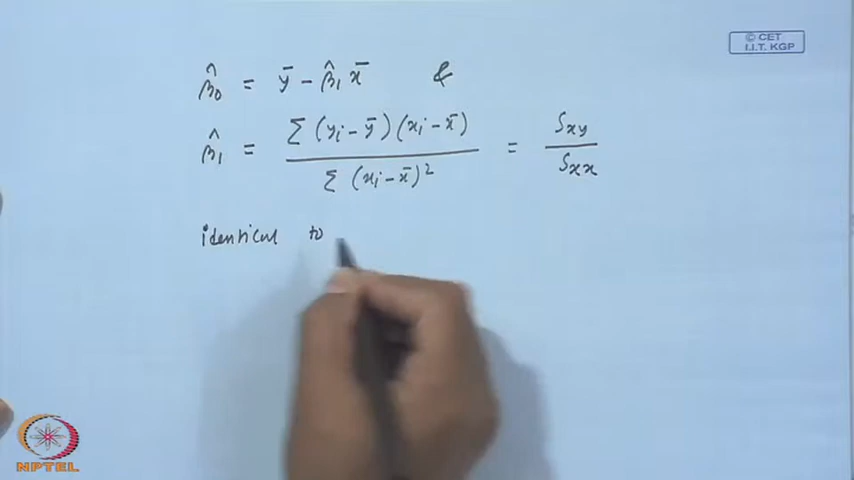 © CET
I.I.T. KGP
β̂₀ = ȳ − β̂₁ x̄ &
β̂₁ = Σ (yᵢ − ȳ)(xᵢ − x̄) / Σ (xᵢ − x̄)² = Sxy / Sxx
identical to
NPTEL